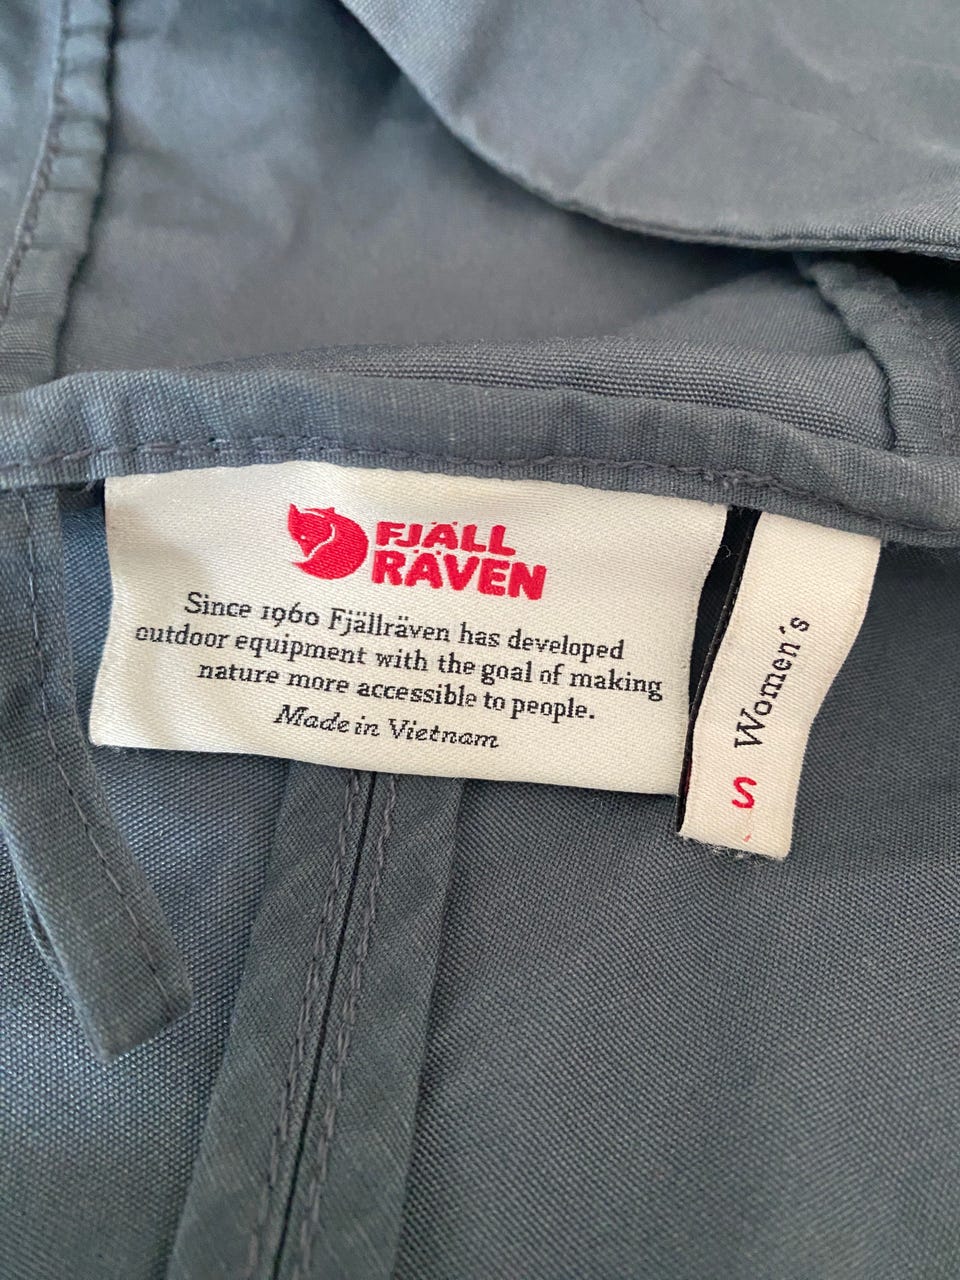 FJÄLL
RÄVEN
Since 1960 Fjällräven has developed
outdoor equipment with the goal of making
nature more accessible to people.
Made in Vietnam
S Women´s